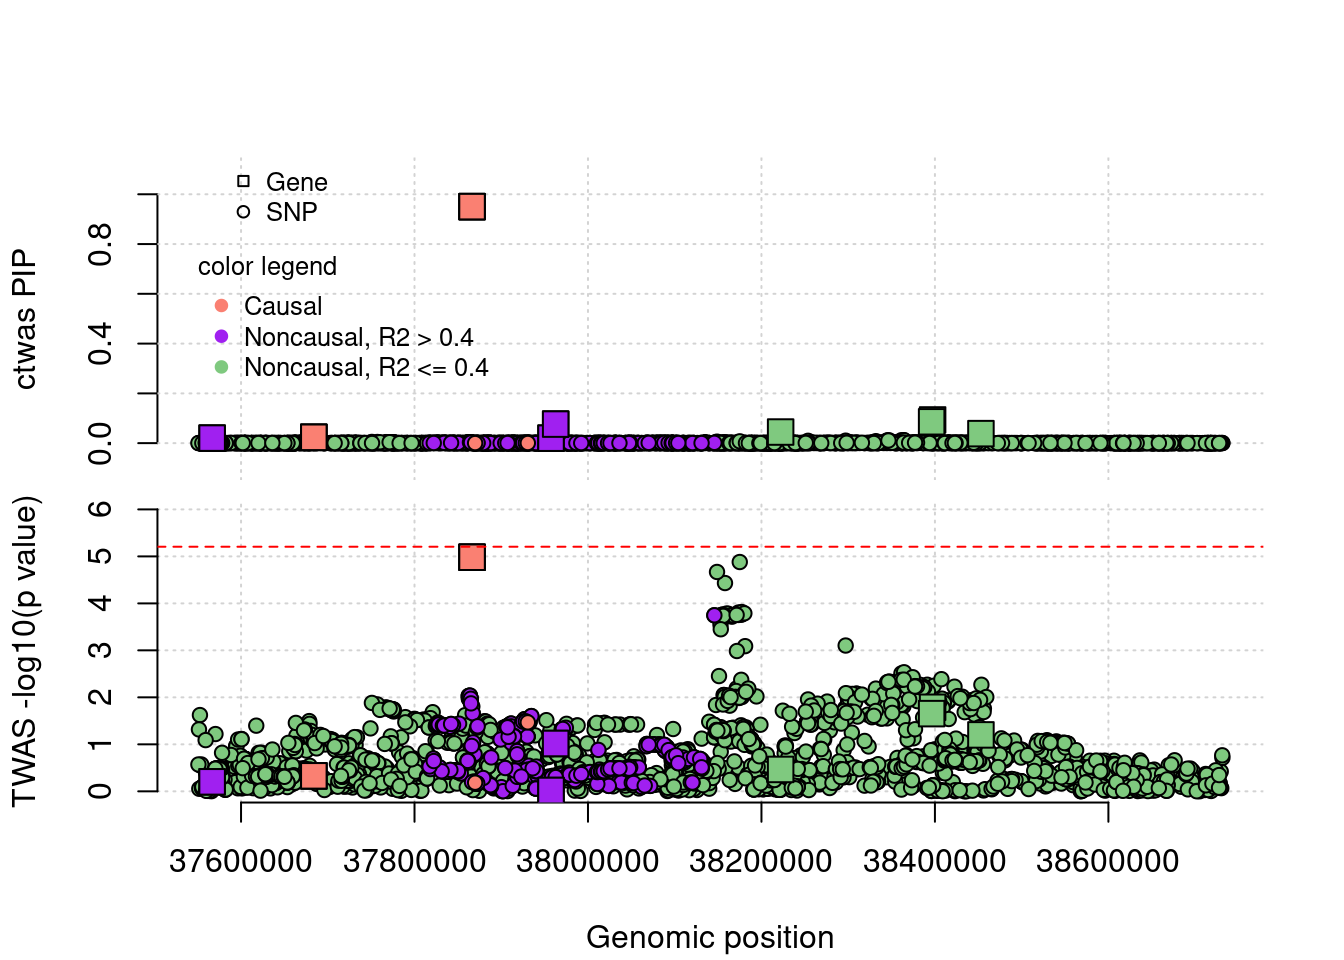 Gene
SNP
color legend
Causal
Noncausal, R2 > 0.4
Noncausal, R2 <= 0.4
ctwas PIP
0.8
0.4
0.0
TWAS -log10(p value)
6
5
4
3
2
1
0
37600000 37800000 38000000 38200000 38400000 38600000
Genomic position